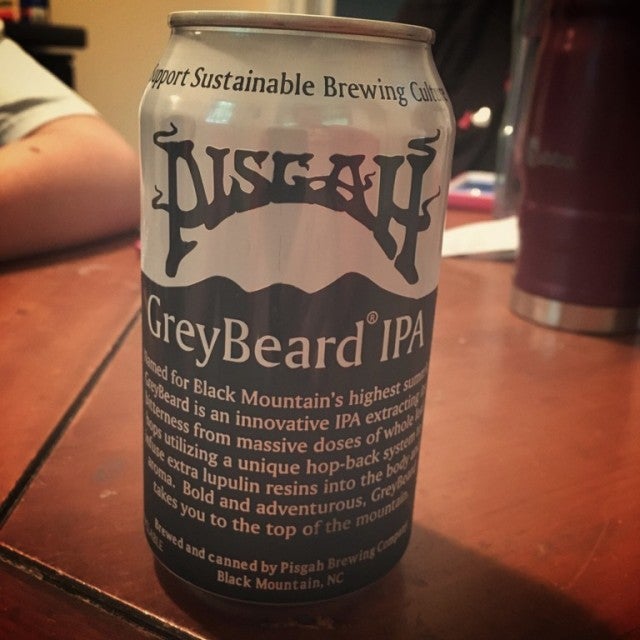 Support Sustainable Brewing Culture
PISGAH
GreyBeard® IPA
Named for Black Mountain's highest summit
GreyBeard is an innovative IPA extracting
bitterness from massive doses of whole
hops utilizing a unique hop-back system
infuse extra lupulin resins into the body and
aroma. Bold and adventurous, GreyBeard
takes you to the top of the mountain.
Brewed and canned by Pisgah Brewing Company
Black Mountain, NC